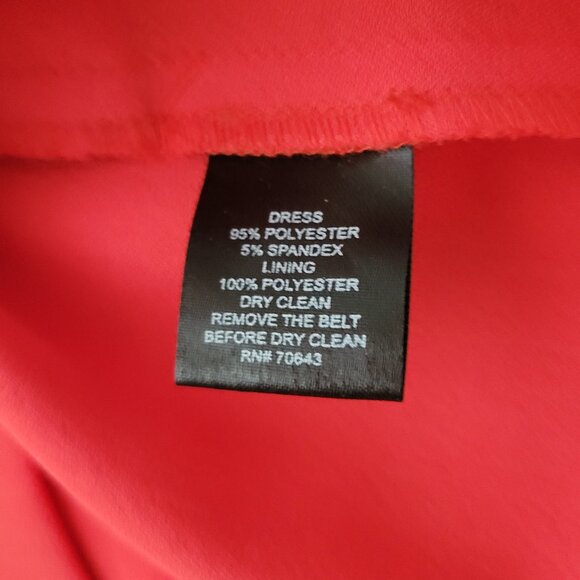 DRESS
95% POLYESTER
5% SPANDEX
LINING
100% POLYESTER
DRY CLEAN
REMOVE THE BELT
BEFORE DRY CLEAN
RN# 70643